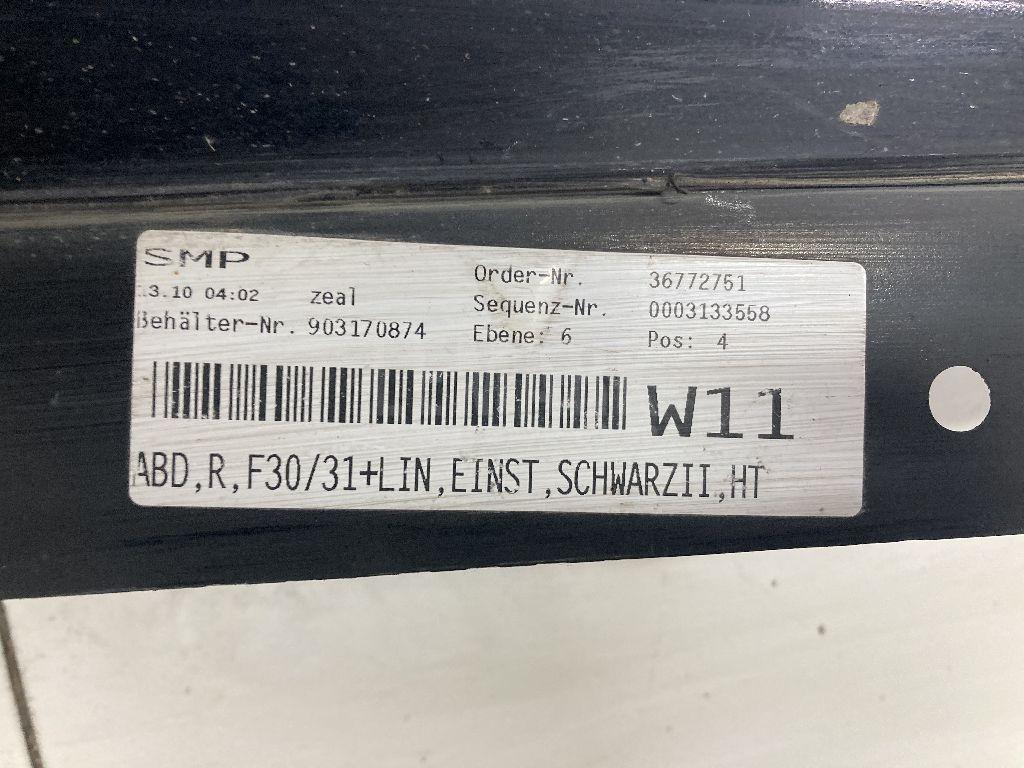 SMP
13.10 04:02 zeal
Behälter-Nr. 903170874
Order-Nr. 36772751
Sequenz-Nr. 0003133558
Ebene: 6 Pos: 4
W11
ABD,R,F30/31+LIN,EINST,SCHWARZII,HT